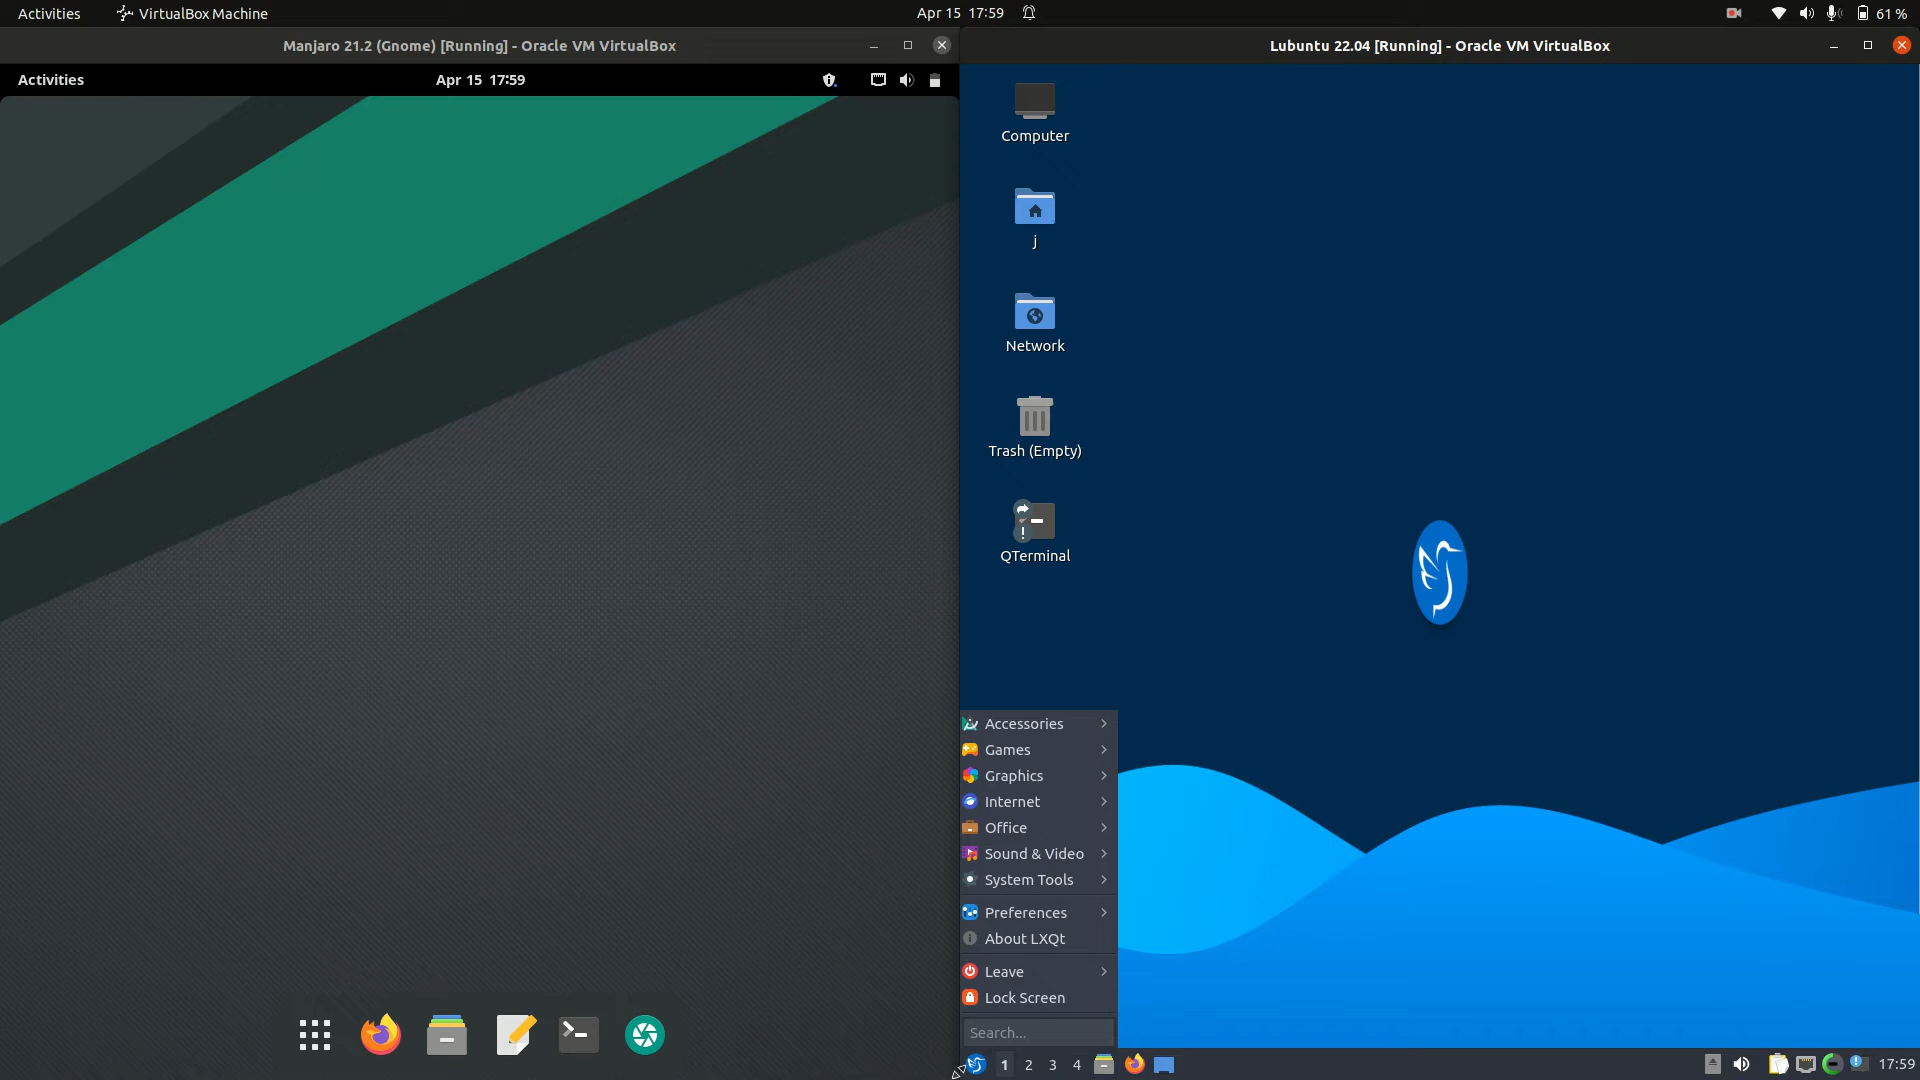 Activities
VirtualBox Machine
Apr 15 17:59
61 %
Manjaro 21.2 (Gnome) [Running] - Oracle VM VirtualBox
Activities
Apr 15 17:59
Lubuntu 22.04 [Running] - Oracle VM VirtualBox
Computer
j
Network
Trash (Empty)
QTerminal
Accessories
Games
Graphics
Internet
Office
Sound & Video
System Tools
Preferences
About LXQt
Leave
Lock Screen
Search...
1 2 3 4
17:59